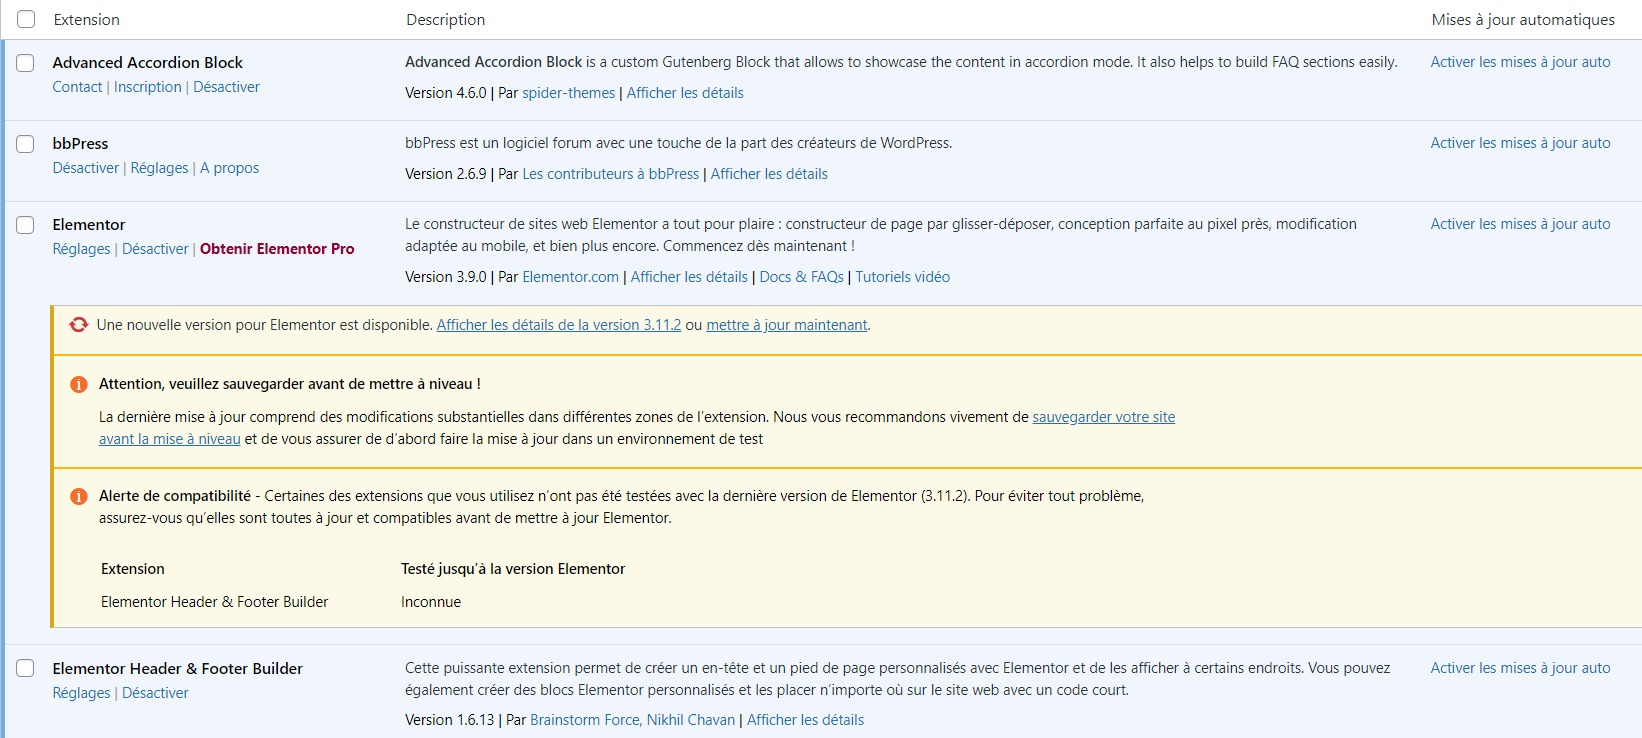 Extension Description Mises à jour automatiques
Advanced Accordion Block
Contact | Inscription | Désactiver
Advanced Accordion Block is a custom Gutenberg Block that allows to showcase the content in accordion mode. It also helps to build FAQ sections easily.
Version 4.6.0 | Par spider-themes | Afficher les détails
Activer les mises à jour auto
bbPress
Désactiver | Réglages | A propos
bbPress est un logiciel forum avec une touche de la part des créateurs de WordPress.
Version 2.6.9 | Par Les contributeurs à bbPress | Afficher les détails
Activer les mises à jour auto
Elementor
Réglages | Désactiver | Obtenir Elementor Pro
Le constructeur de sites web Elementor a tout pour plaire : constructeur de page par glisser-déposer, conception parfaite au pixel près, modification
adaptée au mobile, et bien plus encore. Commencez dès maintenant !
Version 3.9.0 | Par Elementor.com | Afficher les détails | Docs & FAQs | Tutoriels vidéo
Activer les mises à jour auto
Une nouvelle version pour Elementor est disponible. Afficher les détails de la version 3.11.2 ou mettre à jour maintenant.
Attention, veuillez sauvegarder avant de mettre à niveau !
La dernière mise à jour comprend des modifications substantielles dans différentes zones de l’extension. Nous vous recommandons vivement de sauvegarder votre site
avant la mise à niveau et de vous assurer de d’abord faire la mise à jour dans un environnement de test
Alerte de compatibilité - Certaines des extensions que vous utilisez n’ont pas été testées avec la dernière version de Elementor (3.11.2). Pour éviter tout problème,
assurez-vous qu’elles sont toutes à jour et compatibles avant de mettre à jour Elementor.
Extension Testé jusqu’à la version Elementor
Elementor Header & Footer Builder Inconnue
Elementor Header & Footer Builder
Réglages | Désactiver
Cette puissante extension permet de créer un en-tête et un pied de page personnalisés avec Elementor et de les afficher à certains endroits. Vous pouvez
également créer des blocs Elementor personnalisés et les placer n’importe où sur le site web avec un code court.
Version 1.6.13 | Par Brainstorm Force, Nikhil Chavan | Afficher les détails
Activer les mises à jour auto